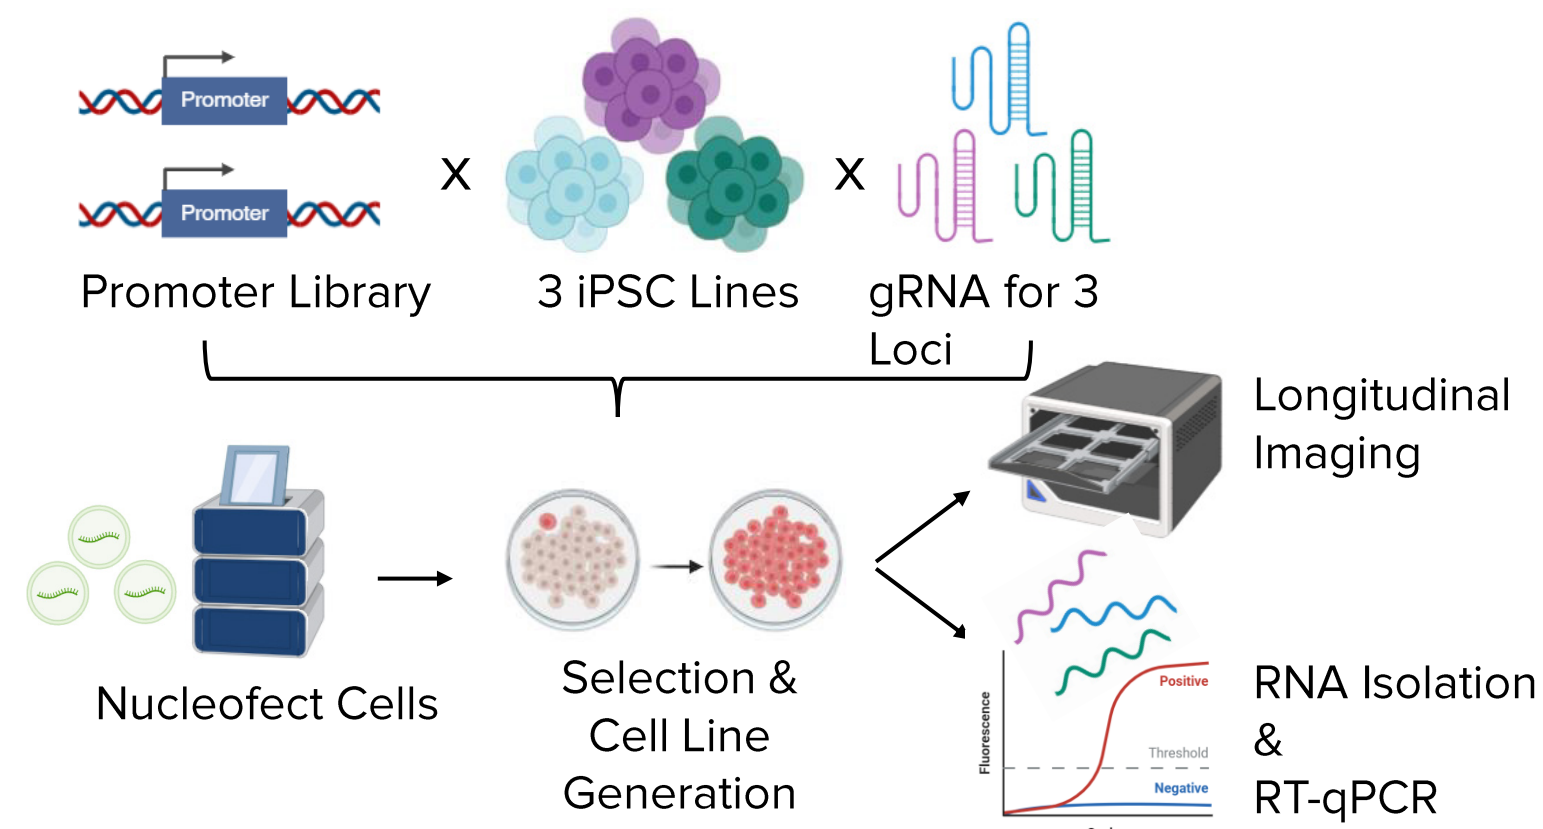 Promoter
Promoter
X
X
Promoter Library
3 iPSC Lines
gRNA for 3
Loci
Longitudinal
Imaging
Nucleofect Cells
Selection &
Cell Line
Generation
Fluorescence
Positive
Threshold
Negative
RNA Isolation
&
RT-qPCR